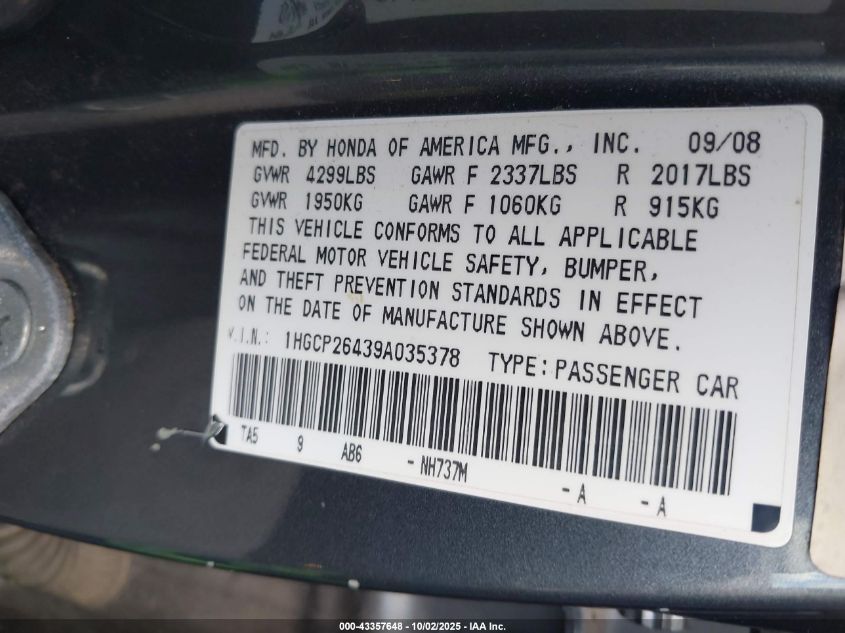 MFD. BY HONDA OF AMERICA MFG., INC. 09/08
GVWR 4299LBS GAWR F 2337LBS R 2017LBS
GVWR 1950KG GAWR F 1060KG R 915KG
THIS VEHICLE CONFORMS TO ALL APPLICABLE
FEDERAL MOTOR VEHICLE SAFETY, BUMPER,
AND THEFT PREVENTION STANDARDS IN EFFECT
ON THE DATE OF MANUFACTURE SHOWN ABOVE.
V.I.N.: 1HGCP26439A035378 TYPE:PASSENGER CAR
TA5 9 AB6 -NH737M -A -A
000-43357648 - 10/02/2025 - IAA Inc.